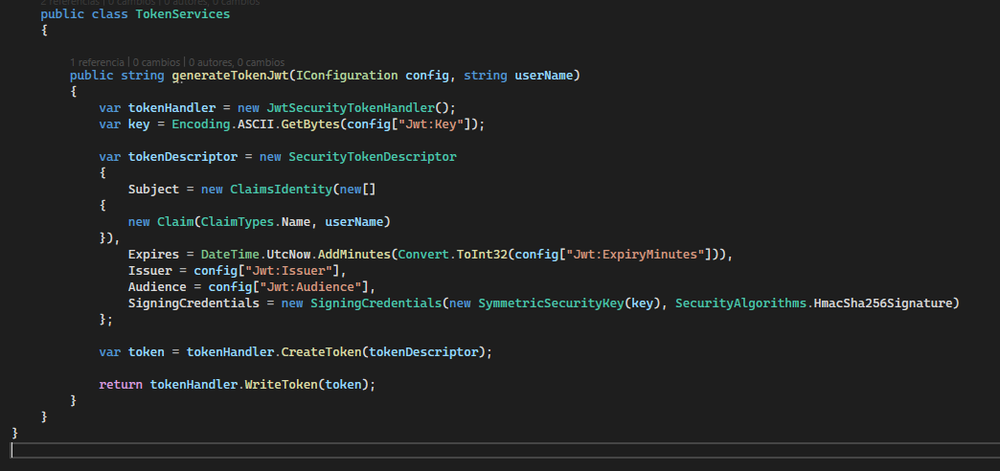 2 referencias | 0 cambios | 0 autores, 0 cambios
public class TokenServices
{
1 referencia | 0 cambios | 0 autores, 0 cambios
public string generateTokenJwt(IConfiguration config, string userName)
{
var tokenHandler = new JwtSecurityTokenHandler();
var key = Encoding.ASCII.GetBytes(config["Jwt:Key"]);
var tokenDescriptor = new SecurityTokenDescriptor
{
Subject = new ClaimsIdentity(new[]
{
new Claim(ClaimTypes.Name, userName)
}),
Expires = DateTime.UtcNow.AddMinutes(Convert.ToInt32(config["Jwt:ExpiryMinutes"])),
Issuer = config["Jwt:Issuer"],
Audience = config["Jwt:Audience"],
SigningCredentials = new SigningCredentials(new SymmetricSecurityKey(key), SecurityAlgorithms.HmacSha256Signature)
};
var token = tokenHandler.CreateToken(tokenDescriptor);
return tokenHandler.WriteToken(token);
}
}
}